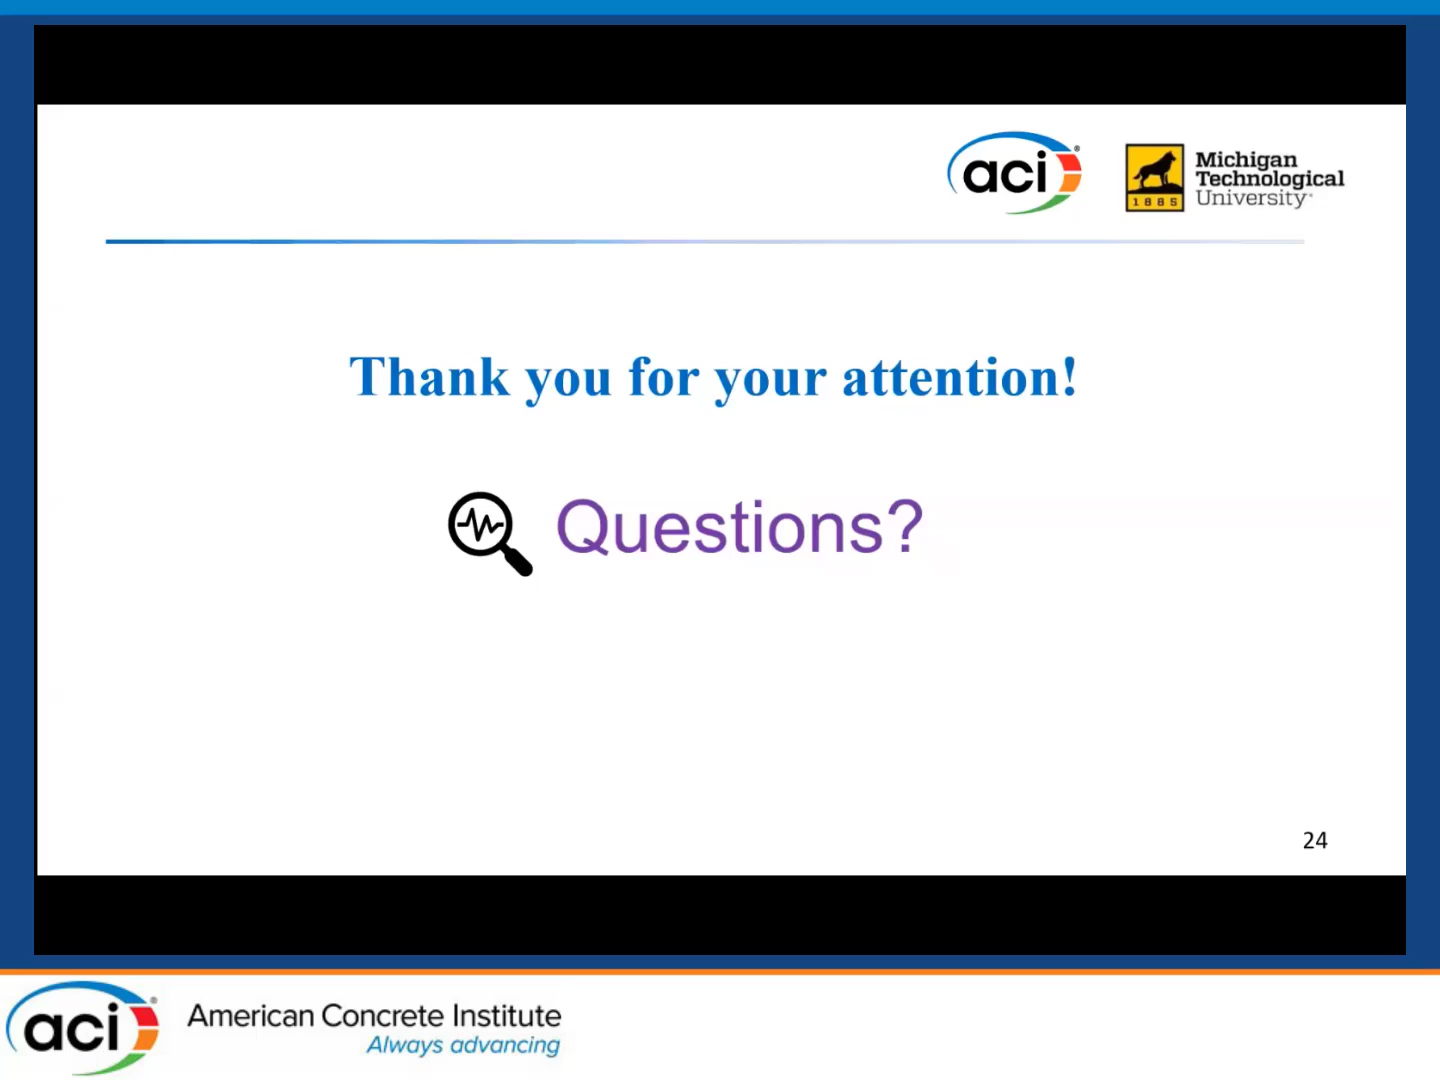 aci®
Michigan
Technological
University
1885
Thank you for your attention!
Questions?
24
aci®
American Concrete Institute
Always advancing